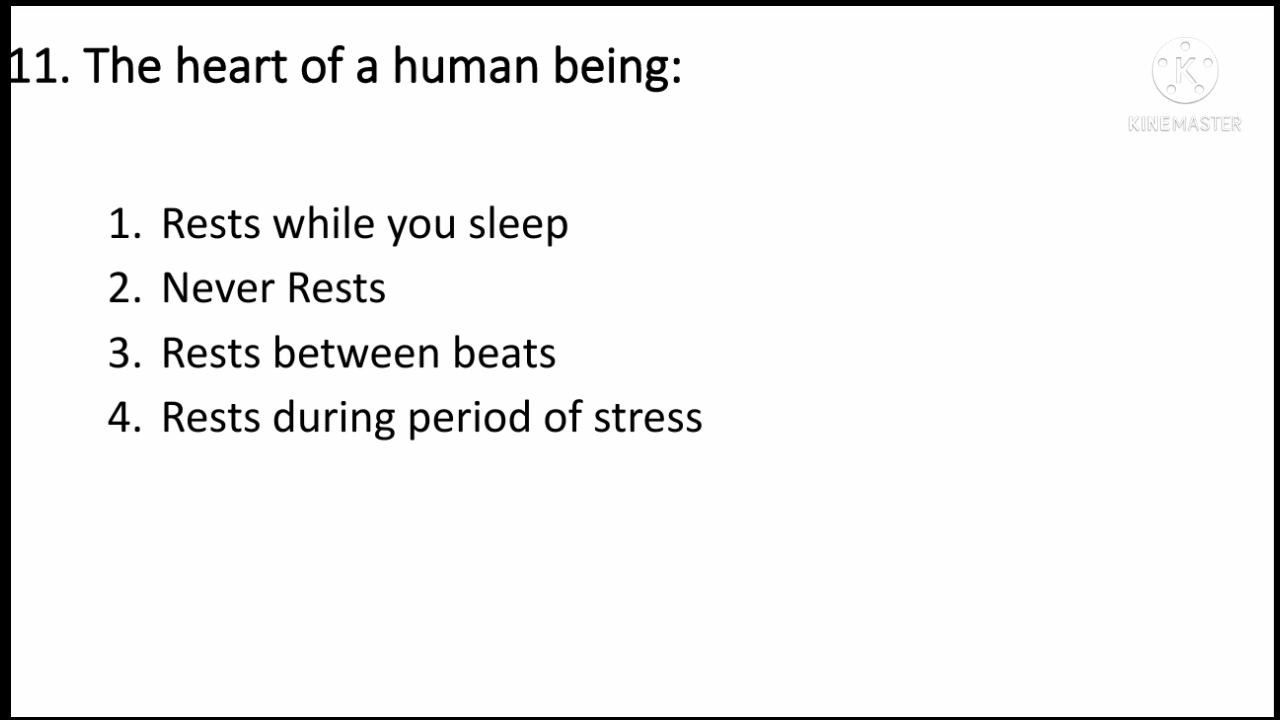 11. The heart of a human being:
K
KINEMASTER
1. Rests while you sleep
2. Never Rests
3. Rests between beats
4. Rests during period of stress